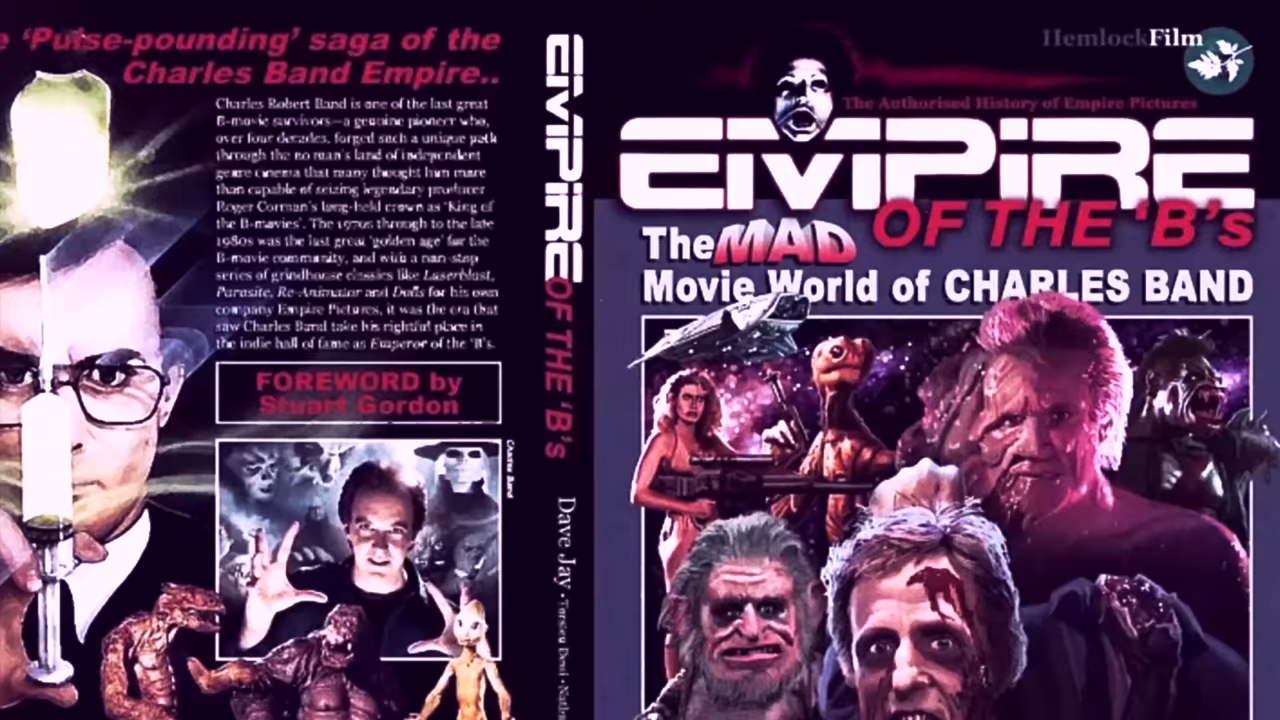 e 'Pulse-pounding' saga of the
Charles Band Empire..
Charles Robert Band is one of the last great
B-movie survivors—a genuine pioneer who,
over four decades, forged such a unique path
through the no man's land of independent
genre cinema that many thought him more
than capable of seizing legendary producer
Roger Corman's long-held crown as 'King of
the B-movies'. The 1970s through to the late
1980s was the last great 'golden age' for the
B-movie community, and with a non-stop
series of grindhouse classics like Laserblast,
Parasite, Re-Animator and Dolls for his own
company Empire Pictures, it was the era that
saw Charles Band take his rightful place in
the indie hall of fame as Emperor of the 'B's.
FOREWORD by
Stuart Gordon
Charles Band
EMPIRE OF THE 'B's
Dave Jay • Torsten Dewi • Natha
HemlockFilm
The Authorised History of Empire Pictures
EMPIRE
OF THE 'B's
The MAD
Movie World of CHARLES BAND